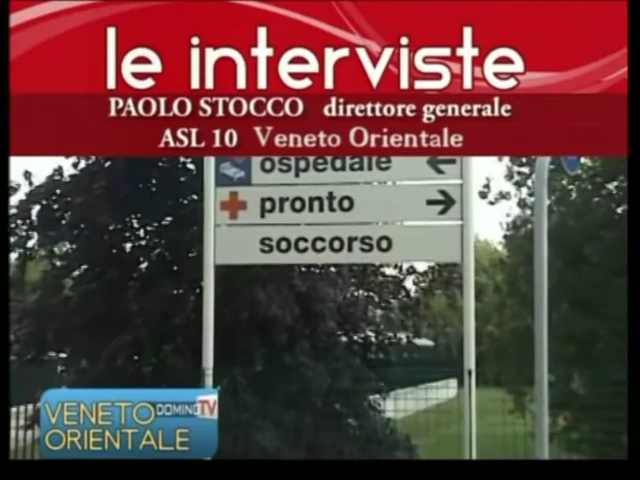 le interviste
PAOLO STOCCO direttore generale
ASL 10 Veneto Orientale
ospedale ←
pronto →
soccorso
VENETO DOMINO TV
ORIENTALE